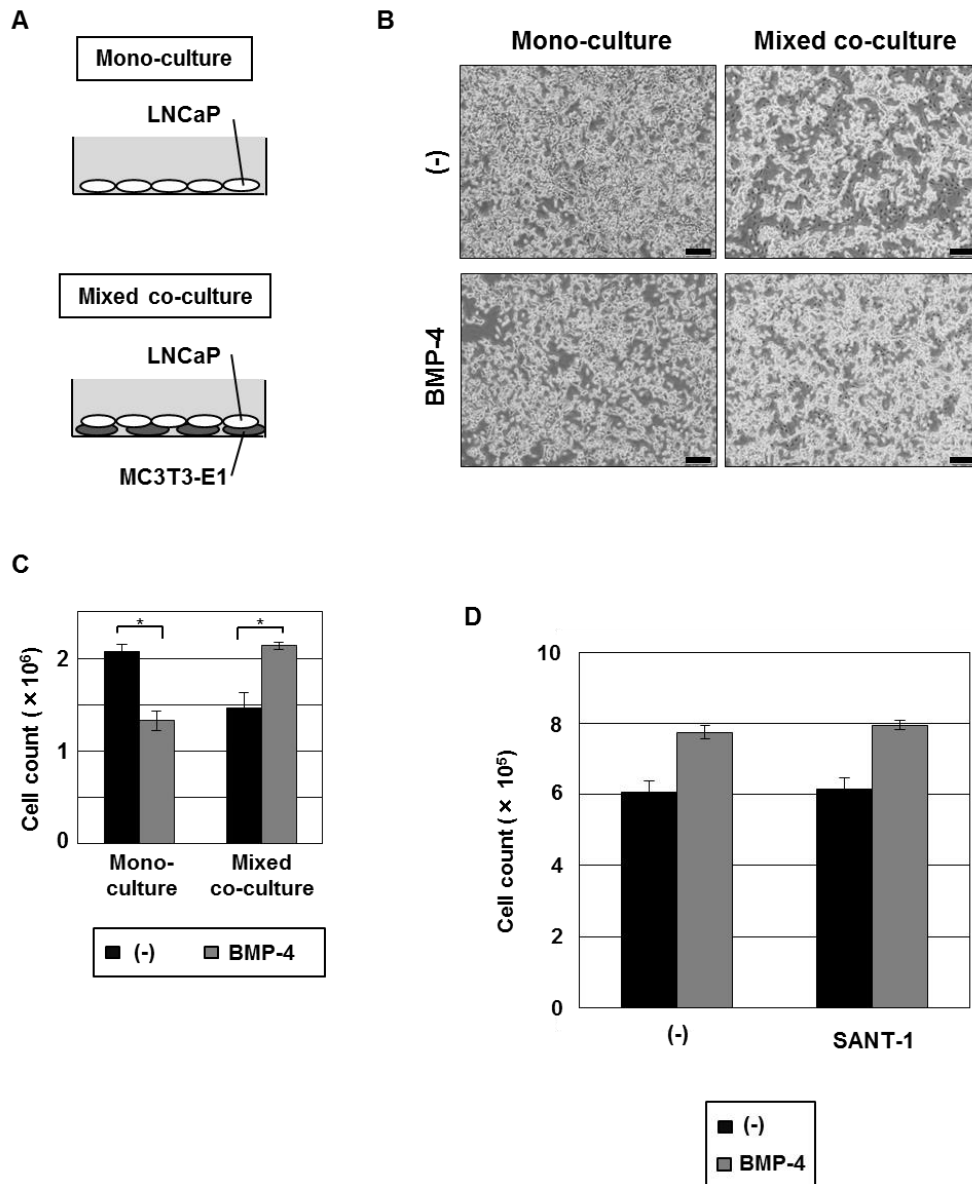 A
Mono-culture
LNCaP
Mixed co-culture
LNCaP
MC3T3-E1
B
Mono-culture Mixed co-culture
(-)
BMP-4
C
Cell count ( × 10⁶)
2
1
0
* *
Mono-
culture
Mixed
co-culture
(-) BMP-4
D
Cell count ( × 10⁵)
10
8
6
4
2
0
(-) SANT-1
(-)
BMP-4